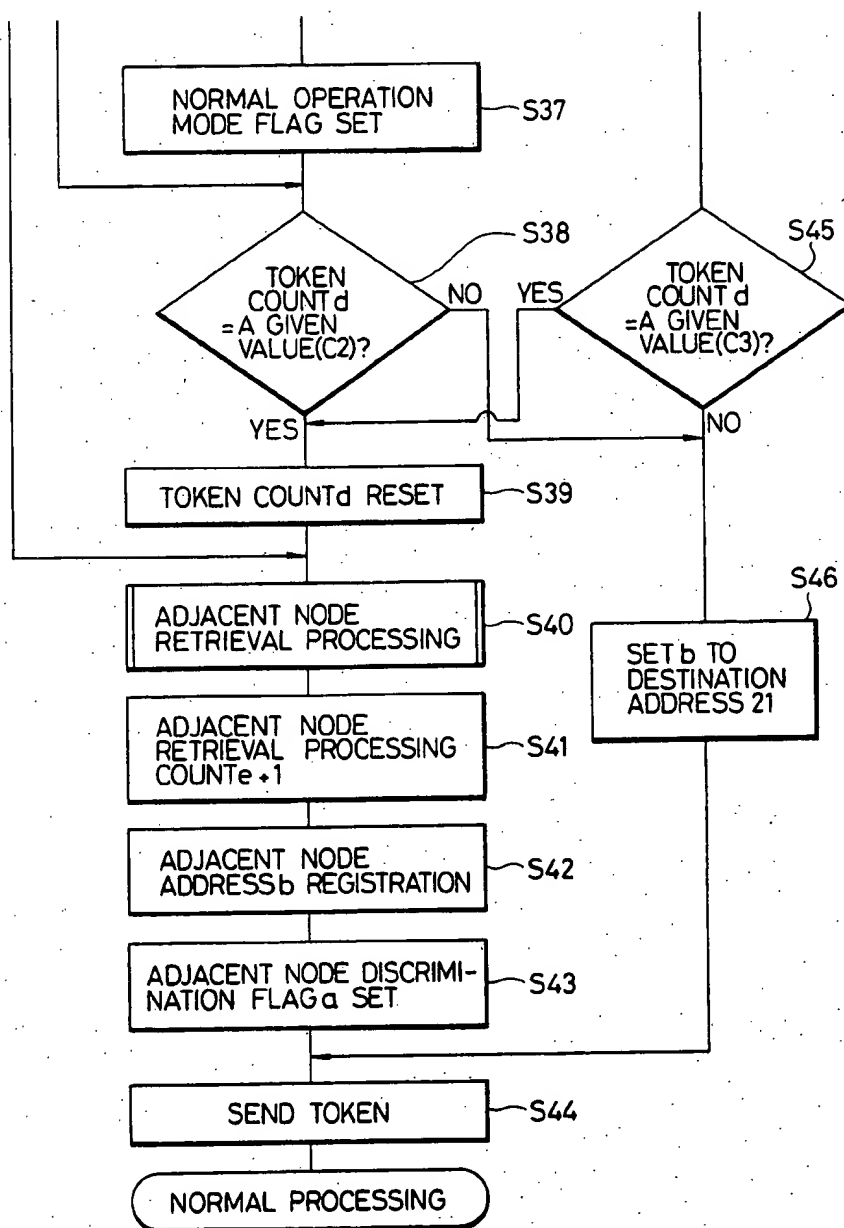 NORMAL OPERATION
MODE FLAG SET
S37
S38
TOKEN
COUNT d
=A GIVEN
VALUE(C2)?
NO
YES
S45
TOKEN
COUNT d
=A GIVEN
VALUE(C3)?
YES
NO
TOKEN COUNTd RESET
S39
ADJACENT NODE
RETRIEVAL PROCESSING
S40
S46
SET b TO
DESTINATION
ADDRESS 21
ADJACENT NODE
RETRIEVAL PROCESSING
COUNTe+1
S41
ADJACENT NODE
ADDRESSb REGISTRATION
S42
ADJACENT NODE DISCRIMI-
NATION FLAGa SET
S43
SEND TOKEN
S44
NORMAL PROCESSING